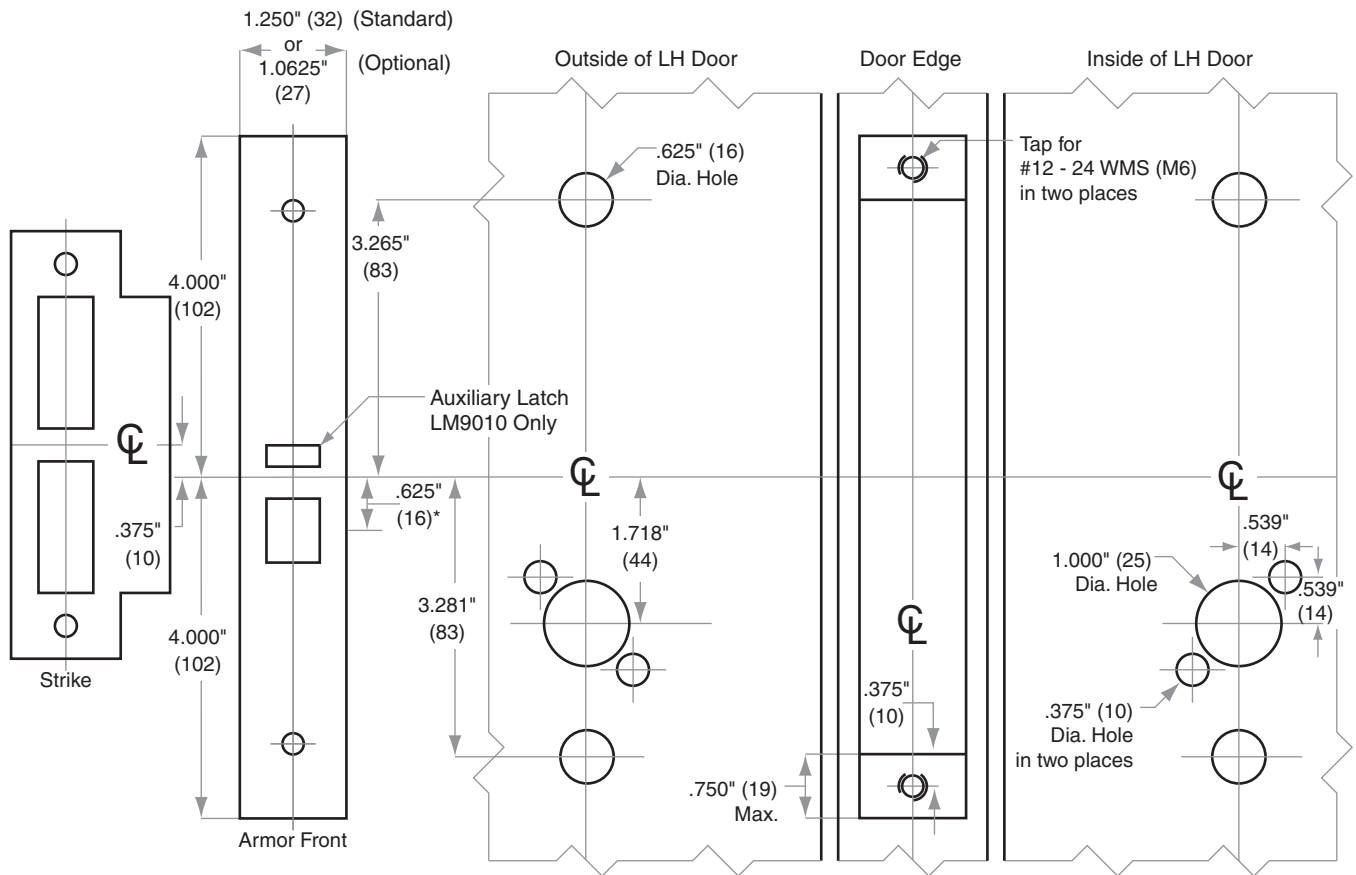 1.250" (32) (Standard)
or
(Optional)
1.0625"
(27)
Outside of LH Door
Door Edge
Inside of LH Door
.625" (16)
Dia. Hole
Tap for
#12 - 24 WMS (M6)
in two places
3.265"
(83)
4.000"
(102)
Auxiliary Latch
LM9010 Only
CL
CL
CL
.625"
(16)*
.375"
(10)
1.718"
(44)
.539"
(14)
1.000" (25)
Dia. Hole
.539"
(14)
3.281"
(83)
CL
4.000"
(102)
Strike
.375"
(10)
.375" (10)
Dia. Hole
in two places
.750" (19)
Max.
Armor Front